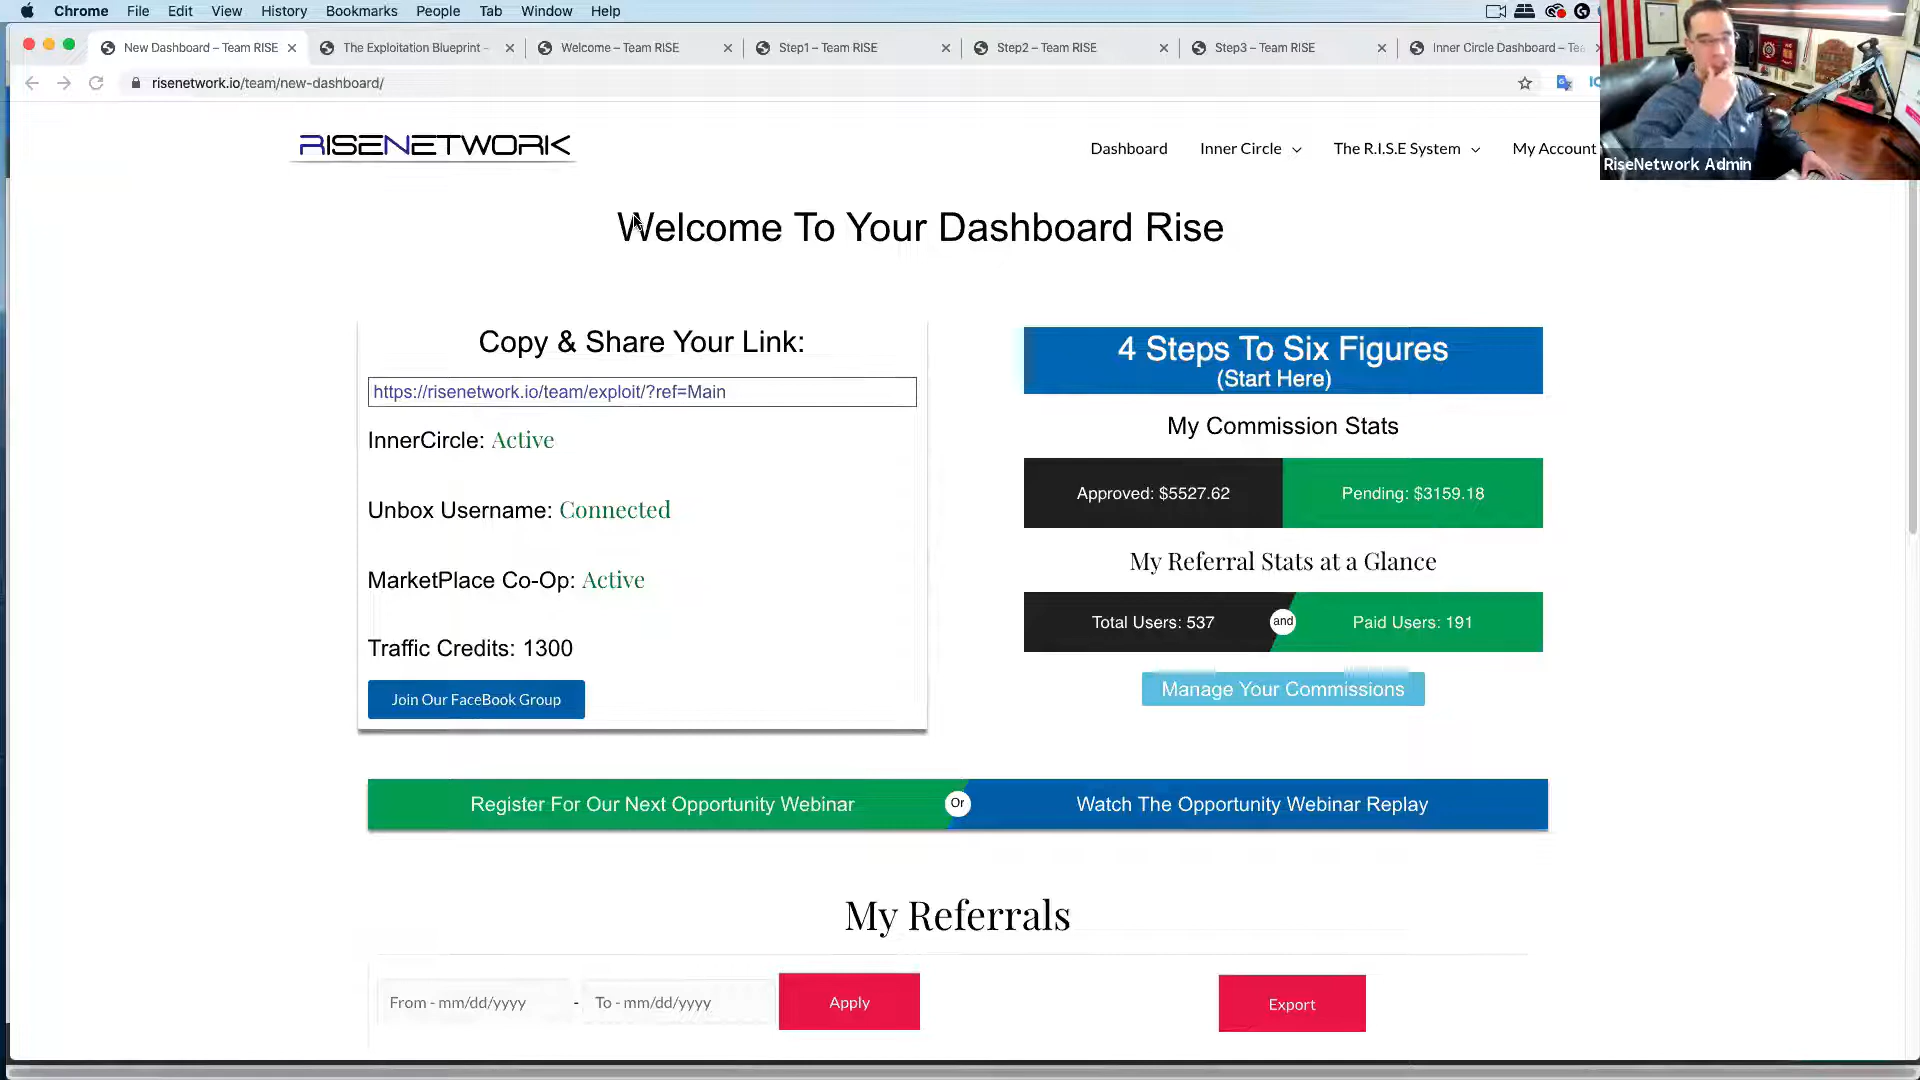 Chrome File Edit View History Bookmarks People Tab Window Help
New Dashboard – Team RISE
The Exploitation Blueprint –
Welcome – Team RISE
Step1 – Team RISE
Step2 – Team RISE
Step3 – Team RISE
Inner Circle Dashboard – Tea
risenetwork.io/team/new-dashboard/
RISENETWORK
Dashboard
Inner Circle
The R.I.S.E System
My Account
RiseNetwork Admin
Welcome To Your Dashboard Rise
Copy & Share Your Link:
https://risenetwork.io/team/exploit/?ref=Main
InnerCircle: Active
Unbox Username: Connected
MarketPlace Co-Op: Active
Traffic Credits: 1300
Join Our FaceBook Group
4 Steps To Six Figures
(Start Here)
My Commission Stats
Approved: $5527.62
Pending: $3159.18
My Referral Stats at a Glance
Total Users: 537
and
Paid Users: 191
Manage Your Commissions
Register For Our Next Opportunity Webinar
Or
Watch The Opportunity Webinar Replay
My Referrals
From - mm/dd/yyyy
-
To - mm/dd/yyyy
Apply
Export